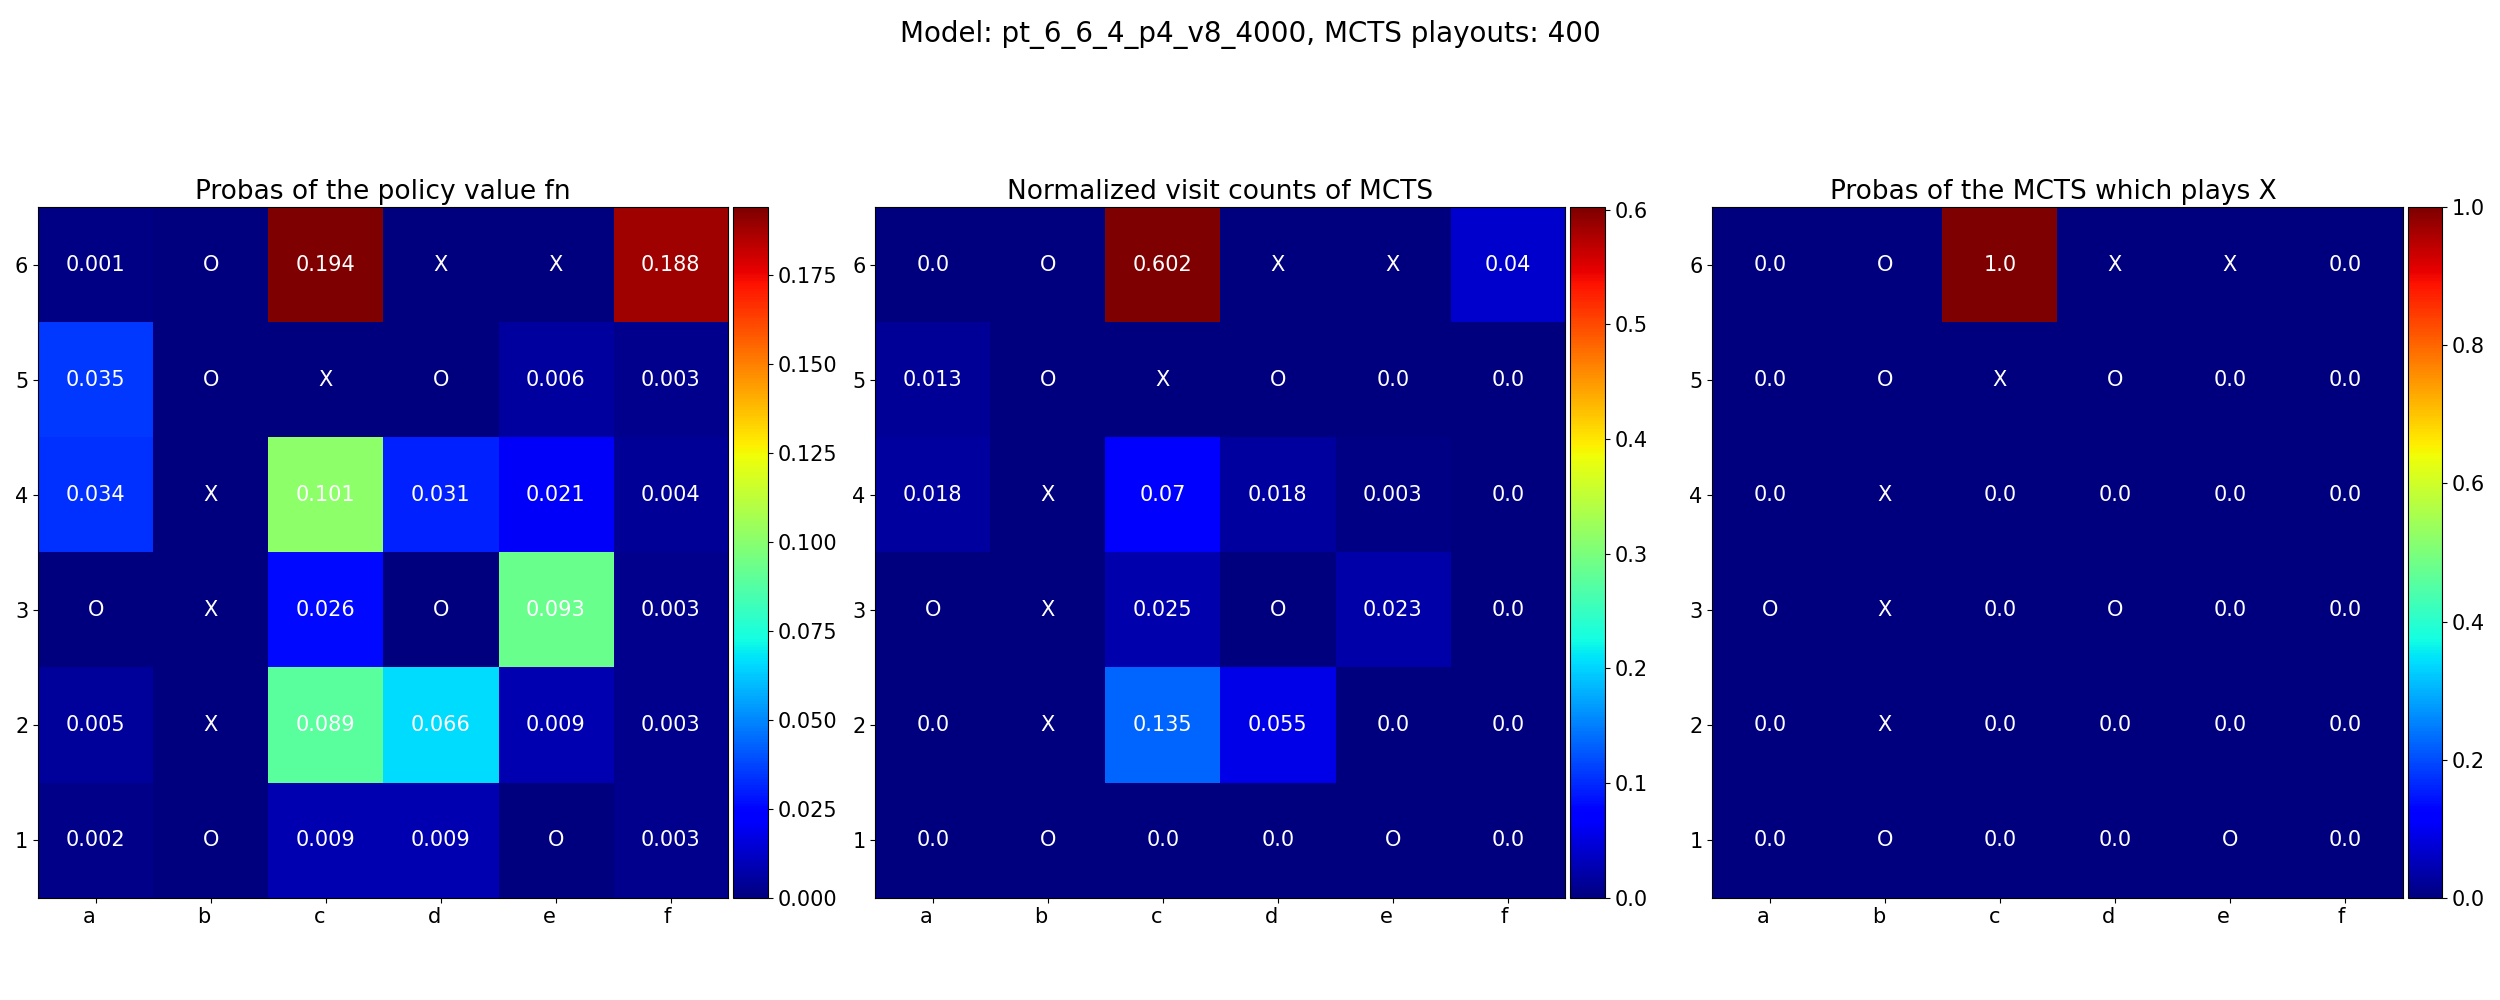 Model: pt_6_6_4_p4_v8_4000, MCTS playouts: 400
Probas of the policy value fn
6 0.001 O 0.194 X X 0.188
5 0.035 O X O 0.006 0.003
4 0.034 X 0.101 0.031 0.021 0.004
3 O X 0.026 O 0.093 0.003
2 0.005 X 0.089 0.066 0.009 0.003
1 0.002 O 0.009 0.009 O 0.003
a b c d e f
0.175
0.150
0.125
0.100
0.075
0.050
0.025
0.000
Normalized visit counts of MCTS
6 0.0 O 0.602 X X 0.04
5 0.013 O X O 0.0 0.0
4 0.018 X 0.07 0.018 0.003 0.0
3 O X 0.025 O 0.023 0.0
2 0.0 X 0.135 0.055 0.0 0.0
1 0.0 O 0.0 0.0 O 0.0
a b c d e f
0.6
0.5
0.4
0.3
0.2
0.1
0.0
Probas of the MCTS which plays X
6 0.0 O 1.0 X X 0.0
5 0.0 O X O 0.0 0.0
4 0.0 X 0.0 0.0 0.0 0.0
3 O X 0.0 O 0.0 0.0
2 0.0 X 0.0 0.0 0.0 0.0
1 0.0 O 0.0 0.0 O 0.0
a b c d e f
1.0
0.8
0.6
0.4
0.2
0.0